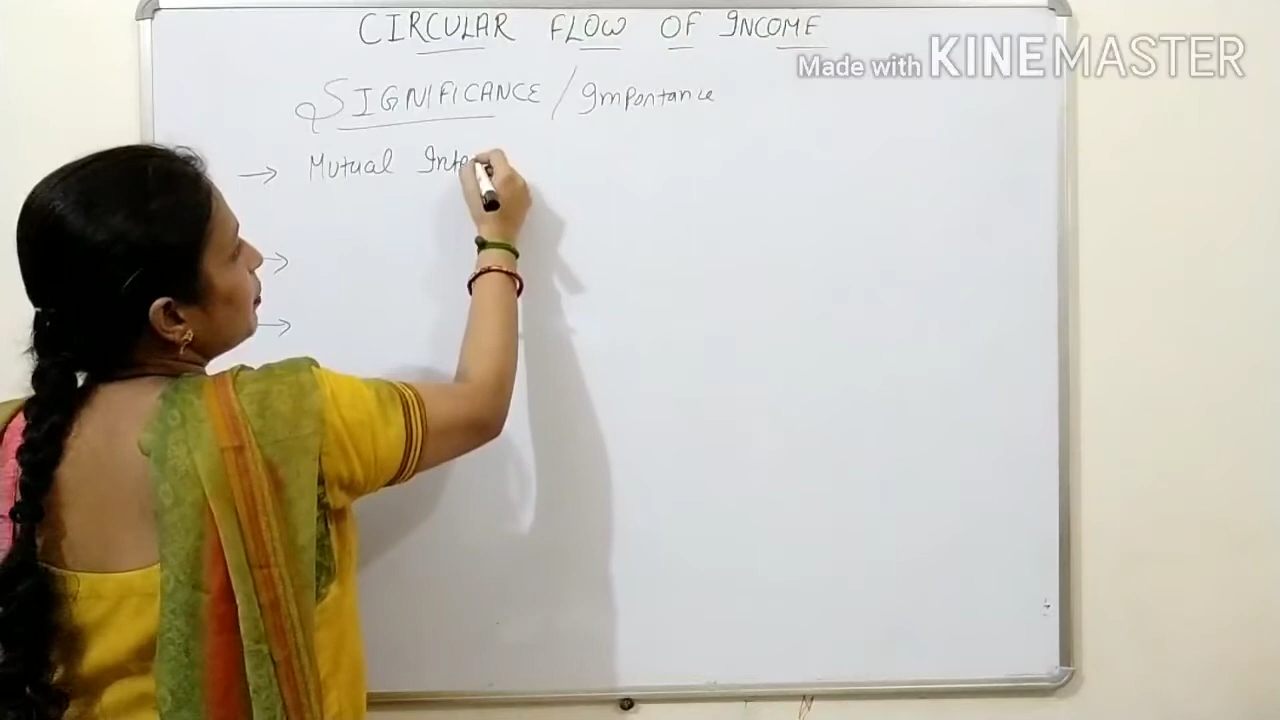 CIRCULAR FLOW OF INCOME
Made with KINEMASTER
SIGNIFICANCE / Importance
→ Mutual Inte
→
→